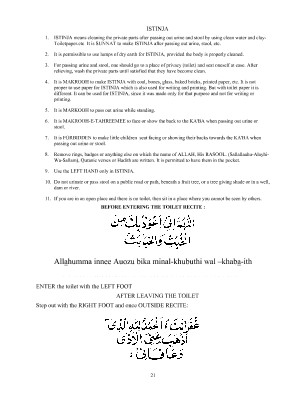 ISTINJA
1. ISTINJA means cleaning the private parts after passing out urine and stool by using clean water and clay-
Toiletpaper etc. It is SUNNAT to make ISTINJA after passing out urine, stool, etc.
2. It is permissible to use lumps of dry earth for ISTINJA, provided the body is properly cleaned.
3. For passing urine and stool, one should go to a place of privacy (toilet) and seat oneself at ease. After
relieving, wash the private parts until satisfied that they have become clean.
4. It is MAKROOH to make ISTINJA with coal, bones, glass, baked bricks, printed paper, etc. It is not
proper to use paper for ISTINJA which is also used for writing and printing. But with toilet paper it is
different. It can be used for ISTINJA, since it was made only for that purpose and not for writing or
printing.
5. It is MARKOOH to pass out urine while standing.
6. It is MAKROOH-E-TAHREEMIE to face or show the back to the KA'BA when passing out urine or
stool.
7. It is FORBIDDEN to make little children seat facing or showing their backs towards the KA'BA when
passing out urine or stool.
8. Remove rings, badges or anything else on which the name of ALLAH, His RASOOL (Sallallaahu-Alayhi-
Wa-Sallam), Quranic verses or Hadith are written. It is permitted to have them in the pocket.
9. Use the LEFT HAND only in ISTINJA.
10. Do not urinate or pass stool on a public road or path, beneath a fruit tree, or a tree giving shade or in a well,
dam or river.
11. If you are in an open place and there is no toilet, then sit in a place where you cannot be seen by others.
BEFORE ENTERING THE TOILET RECITE :
اَللّٰهُمَّ اِنِّىْ اَعُوْذُ بِكَ مِنَ
الْخُبُثِ وَالْخَبَائِثِ
Allahumma innee Auozu bika minal-khubuthi wal –khaba-ith
ENTER the toilet with the LEFT FOOT
AFTER LEAVING THE TOILET
Step out with the RIGHT FOOT and once OUTSIDE RECITE:
غُفْرَانَكَ اَلْحَمْدُ لِلّٰهِ الَّذِىْ
اَذْهَبَ عَنِّى الْاَذٰى
وَعَافَانِىْ
21